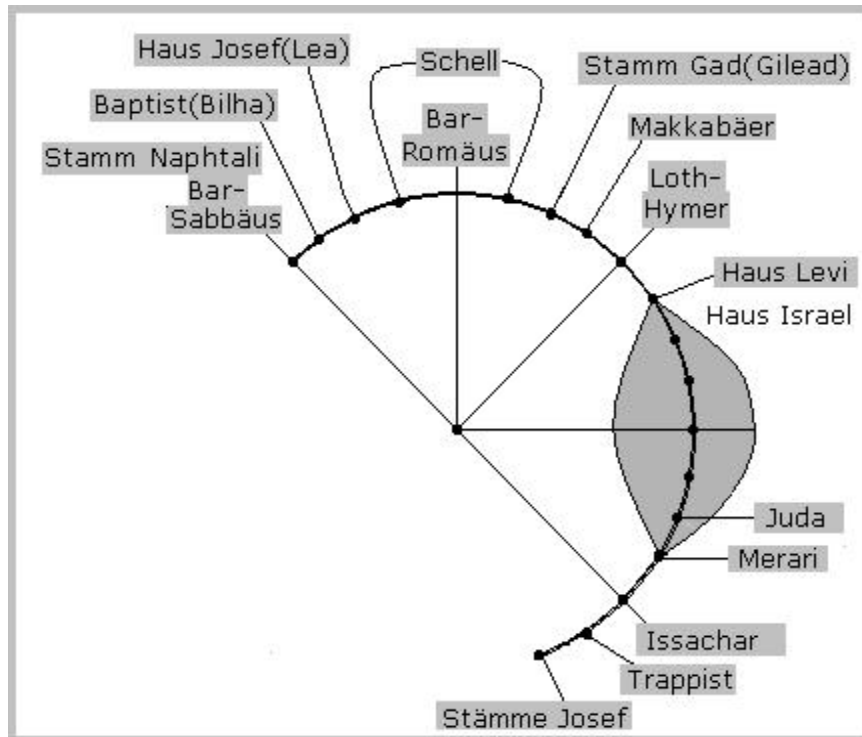 Haus Josef(Lea)
Schell
Stamm Gad(Gilead)
Baptist(Bilha)
Bar-
Romäus
Makkabäer
Stamm Naphtali
Bar-
Sabbäus
Loth-
Hymer
Haus Levi
Haus Israel
Juda
Merari
Issachar
Trappist
Stämme Josef